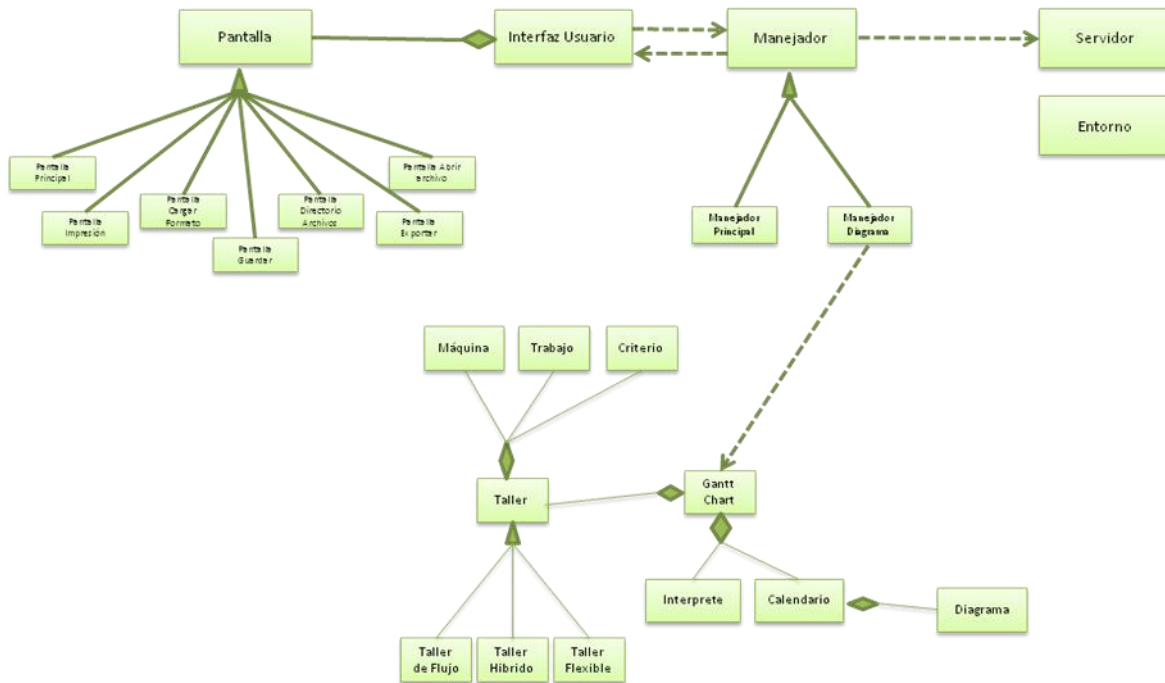 Pantalla
Interfaz Usuario
Manejador
Servidor
Entorno
Pantalla
Principal
Pantalla
Impresión
Pantalla
Cargar
Formato
Pantalla
Guardar
Pantalla
Directorio
Archivos
Pantalla
Exportar
Pantalla Abrir
archivo
Manejador
Principal
Manejador
Diagrama
Máquina
Trabajo
Criterio
Taller
Gantt
Chart
Interprete
Calendario
Diagrama
Taller
de Flujo
Taller
Hibrido
Taller
Flexible